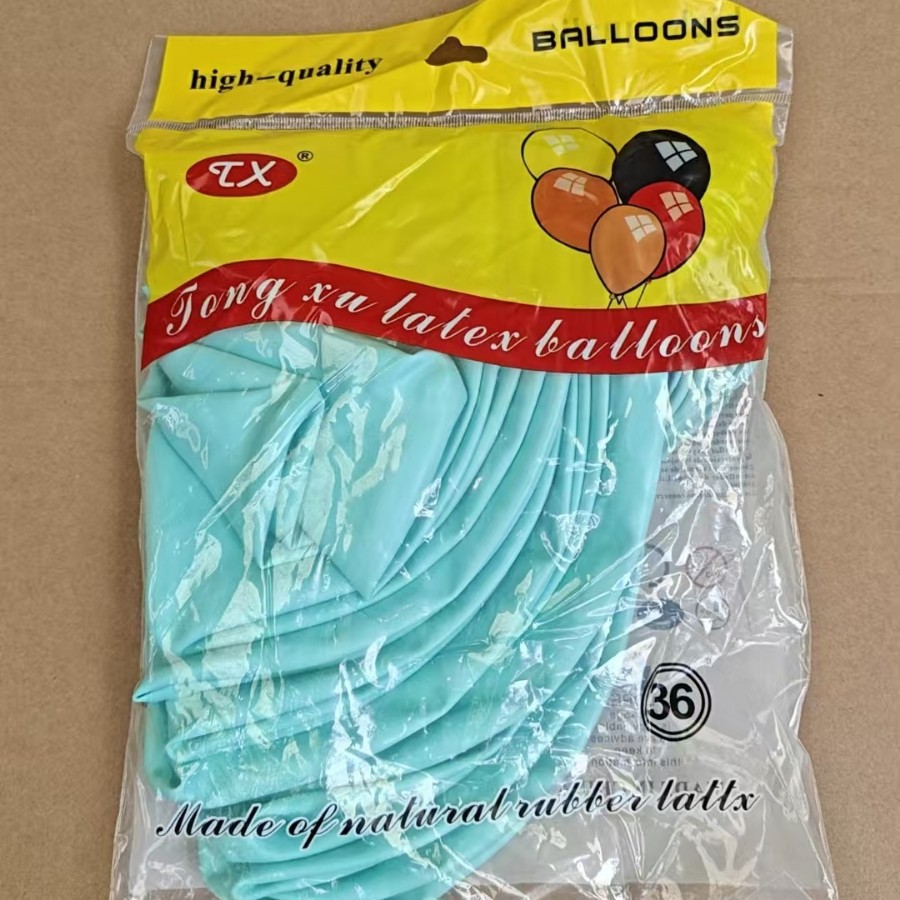 BALLOONS
high-quality
TX®
Tong xu latex balloons
36
Made of natural rubber lattx